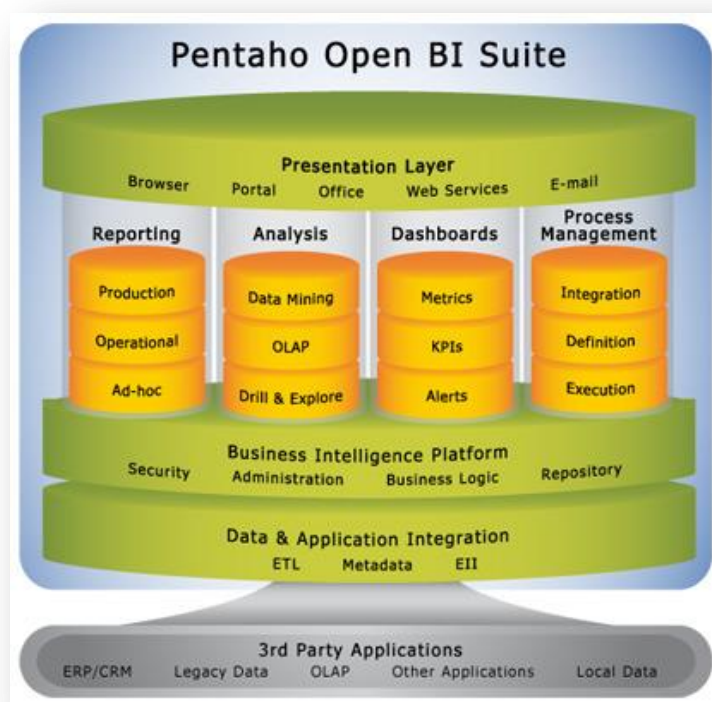 Pentaho Open BI Suite
Presentation Layer
Browser Portal Office Web Services E-mail
Reporting
Production
Operational
Ad-hoc
Analysis
Data Mining
OLAP
Drill & Explore
Dashboards
Metrics
KPIs
Alerts
Process
Management
Integration
Definition
Execution
Business Intelligence Platform
Security Administration Business Logic Repository
Data & Application Integration
ETL Metadata EII
3rd Party Applications
ERP/CRM Legacy Data OLAP Other Applications Local Data